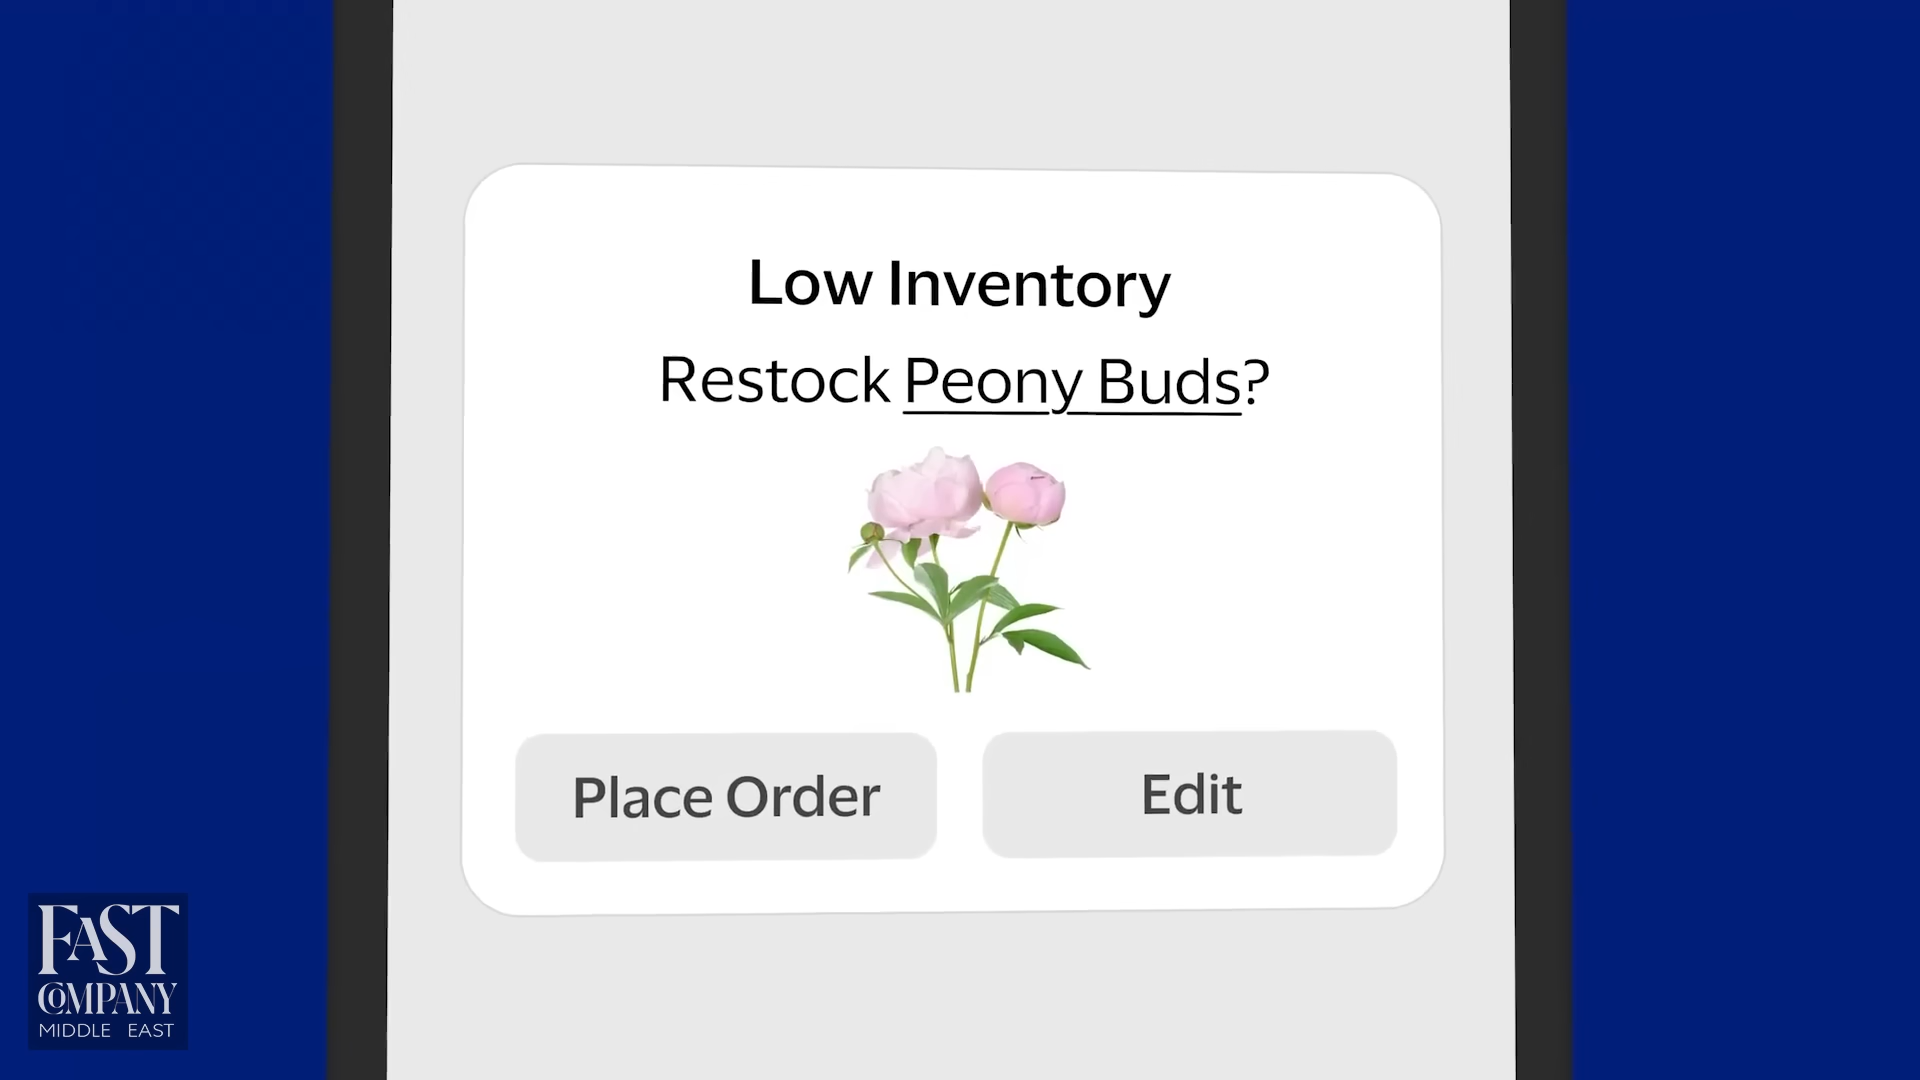 Low Inventory
Restock Peony Buds?
Place Order
Edit
FAST
COMPANY
MIDDLE EAST